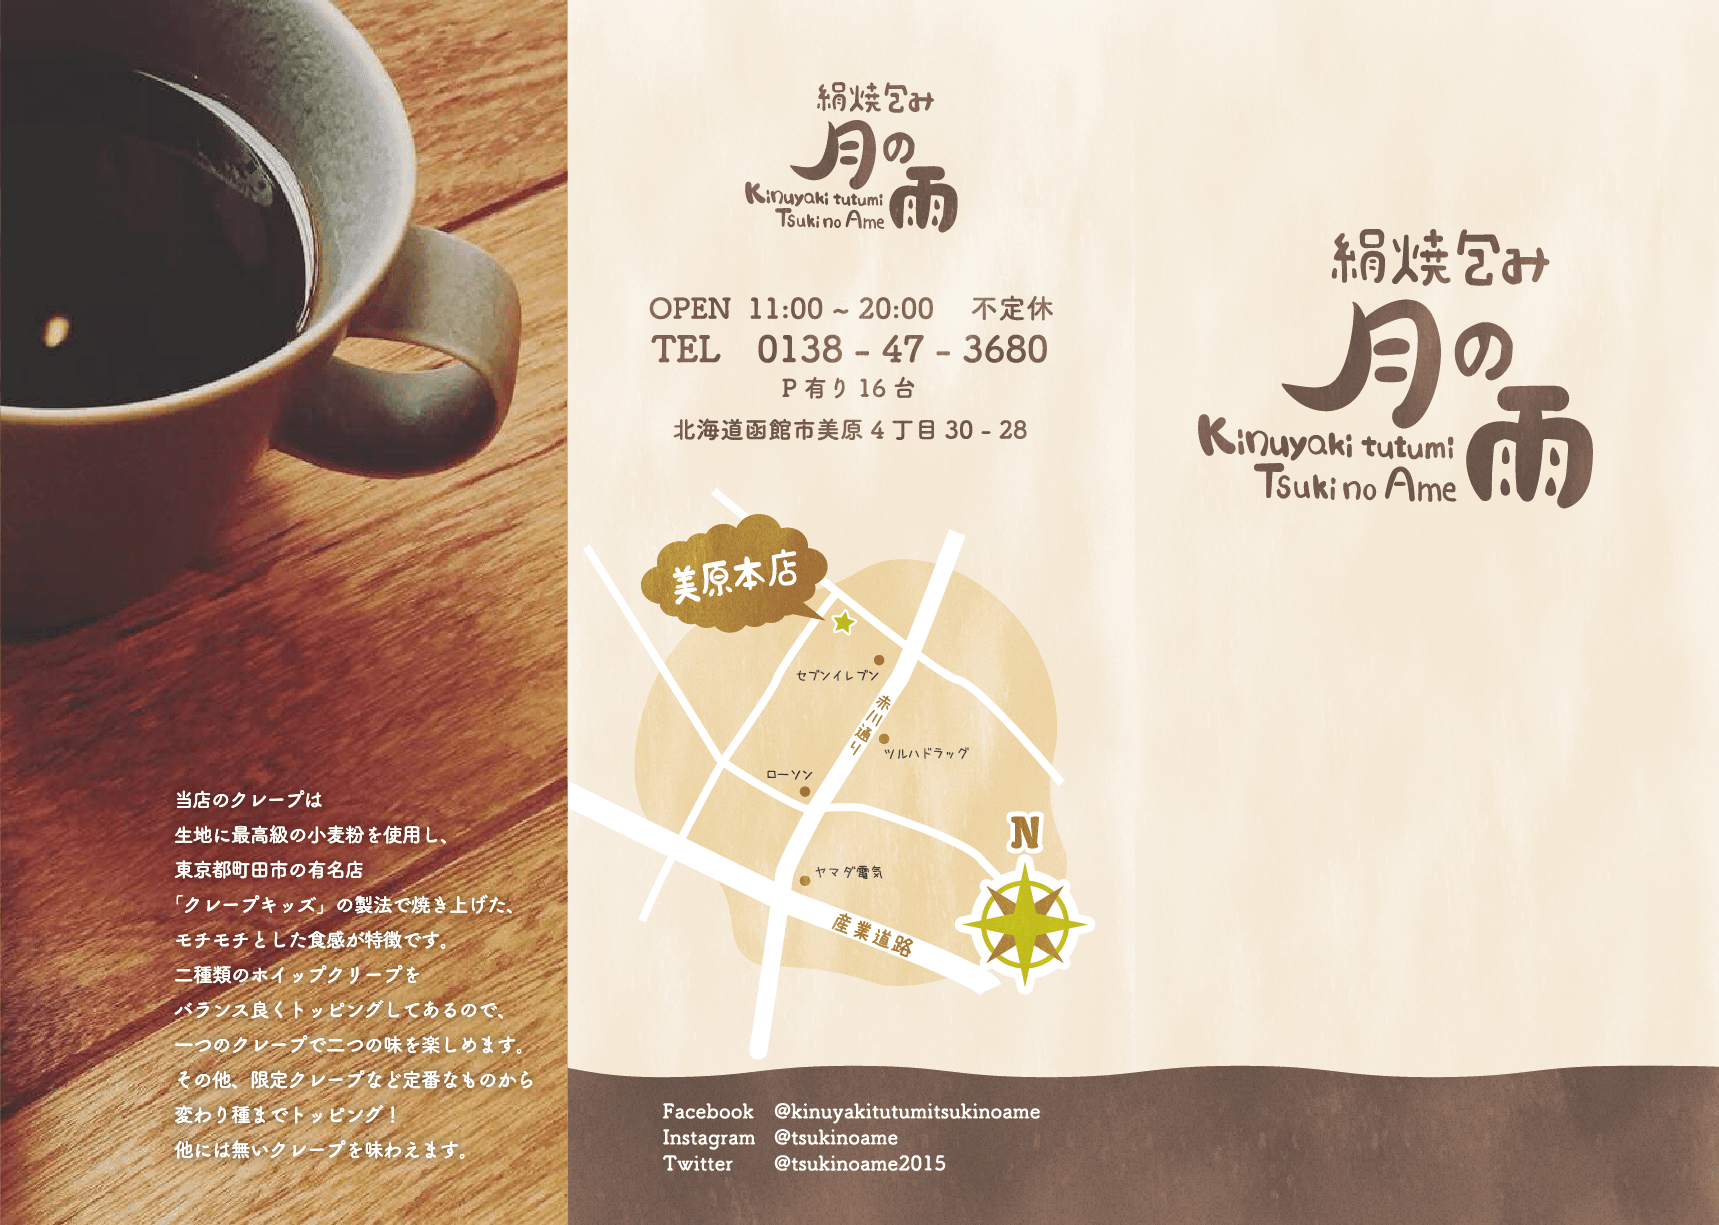 当店のクレープは
生地に最高級の小麦粉を使用し、
東京都町田市の有名店
「クレープキッズ」の製法で焼き上げた、
モチモチとした食感が特徴です。
二種類のホイップクリープを
バランス良くトッピングしてあるので、
一つのクレープで二つの味を楽しめます。
その他、限定クレープなど定番なものから
変わり種までトッピング！
他には無いクレープを味わえます。
絹焼包み
月の雨
Kinuyaki tutumi
Tsuki no Ame
OPEN 11:00 ~ 20:00 不定休
TEL 0138 - 47 - 3680
P 有り 16 台
北海道函館市美原 4 丁目 30 - 28
美原本店
セブンイレブン
赤川通り
ツルハドラッグ
ローソン
N
ヤマダ電気
産業道路
Facebook @kinuyakitutumitsukinoame
Instagram @tsukinoame
Twitter @tsukinoame2015
絹焼包み
月の雨
Kinuyaki tutumi
Tsuki no Ame